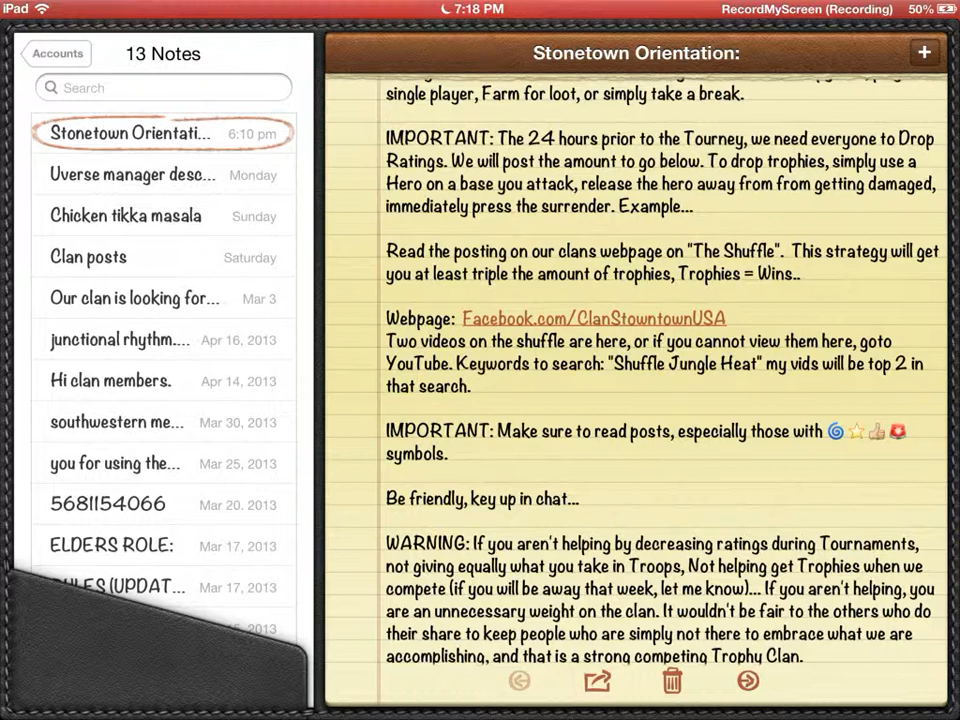 iPad
7:18 PM
RecordMyScreen (Recording)
50%
Accounts
13 Notes
Search
Stonetown Orientati... 6:10 pm
Uverse manager desc... Monday
Chicken tikka masala Sunday
Clan posts Saturday
Our clan is looking for... Mar 3
junctional rhythm.... Apr 16, 2013
Hi clan members. Apr 14, 2013
southwestern me... Mar 30, 2013
you for using the... Mar 25, 2013
5681154066 Mar 20, 2013
ELDERS ROLE: Mar 17, 2013
RULES (UPDAT... Mar 17, 2013
2013
Stonetown Orientation:
+
single player, Farm for loot, or simply take a break.
IMPORTANT: The 24 hours prior to the Tourney, we need everyone to Drop
Ratings. We will post the amount to go below. To drop trophies, simply use a
Hero on a base you attack, release the hero away from from getting damaged,
immediately press the surrender. Example...
Read the posting on our clans webpage on "The Shuffle". This strategy will get
you at least triple the amount of trophies, Trophies = Wins..
Webpage: Facebook.com/ClanStowntownUSA
Two videos on the shuffle are here, or if you cannot view them here, goto
YouTube. Keywords to search: "Shuffle Jungle Heat" my vids will be top 2 in
that search.
IMPORTANT: Make sure to read posts, especially those with 🌀⭐👍🚨
symbols.
Be friendly, key up in chat...
WARNING: If you aren't helping by decreasing ratings during Tournaments,
not giving equally what you take in Troops, Not helping get Trophies when we
compete (if you will be away that week, let me know)... If you aren't helping, you
are an unnecessary weight on the clan. It wouldn't be fair to the others who do
their share to keep people who are simply not there to embrace what we are
accomplishing, and that is a strong competing Trophy Clan.